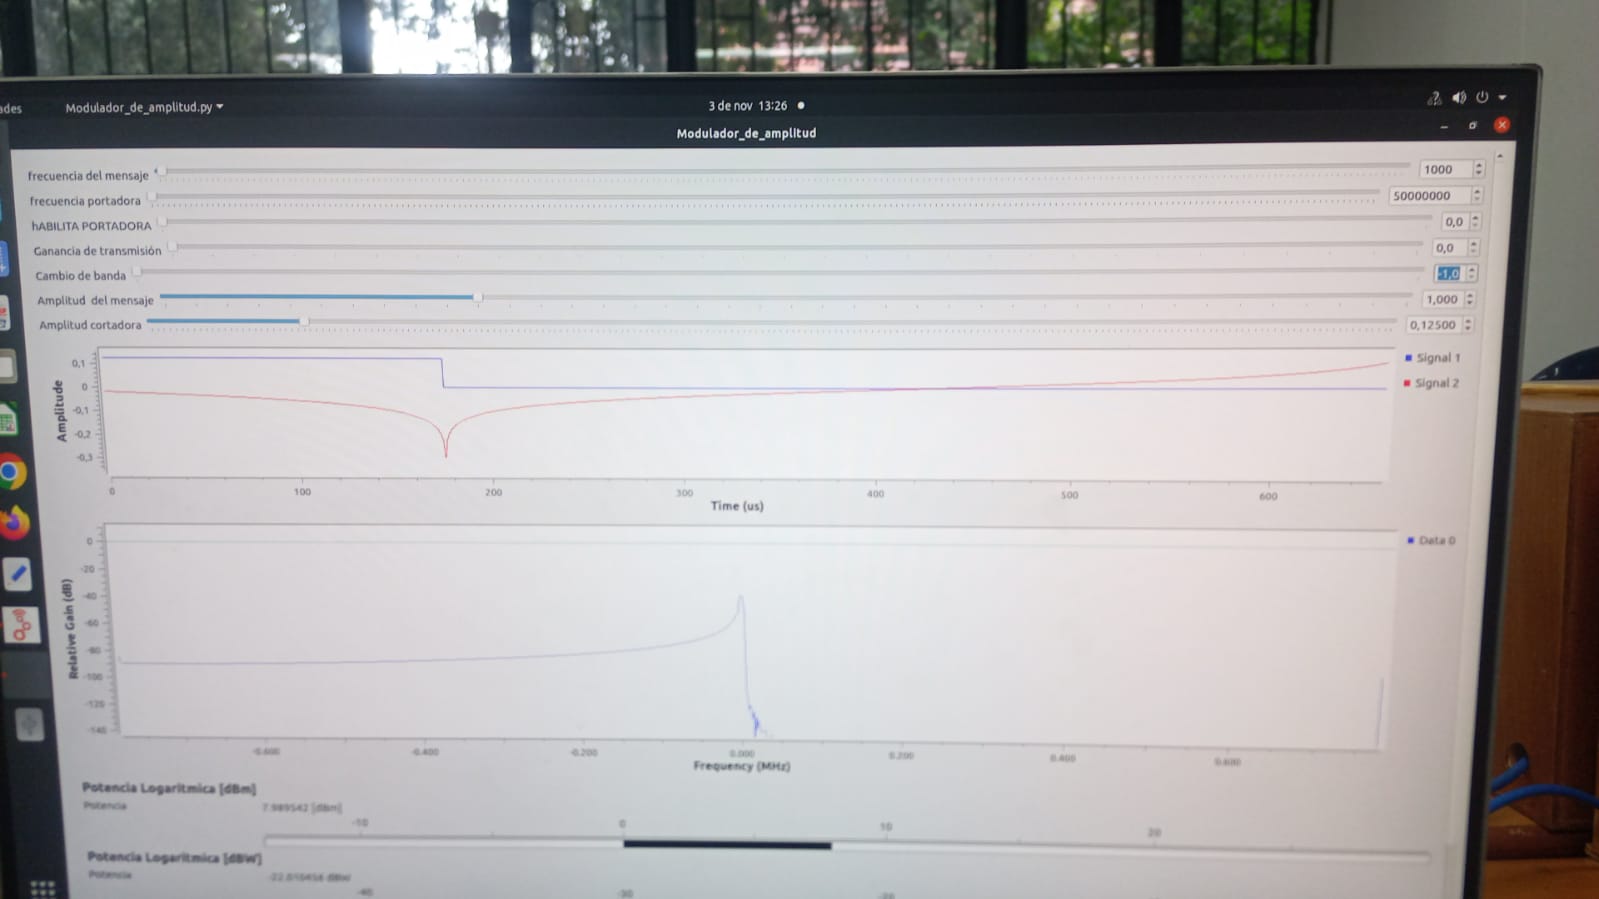 ades Modulador_de_amplitud.py 3 de nov 13:26
Modulador_de_amplitud
frecuencia del mensaje 1000
frecuencia portadora 50000000
hABILITA PORTADORA 0,0
Ganancia de transmisión 0,0
Cambio de banda -1,0
Amplitud del mensaje 1,000
Amplitud cortadora 0,12500
Amplitude
0,1
0
-0,1
-0,2
-0,3
Signal 1
Signal 2
0 100 200 300 400 500 600
Time (us)
Relative Gain (dB)
0
-20
-40
-60
-80
-100
-120
-140
Data 0
-0.600 -0.400 -0.200 0.000 0.200 0.400 0.600
Frequency (MHz)
Potencia Logaritmica [dBm]
Potencia 7.989542 [dBm]
-10 0 10 20
Potencia Logaritmica [dBW]
Potencia
-40 -30 -20